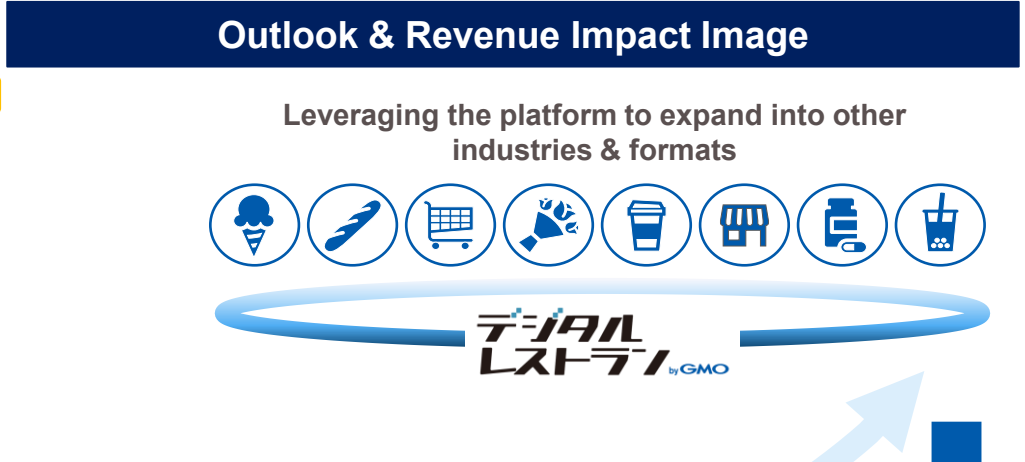 Outlook & Revenue Impact Image
Leveraging the platform to expand into other
industries & formats
デジタル
レストラン by GMO